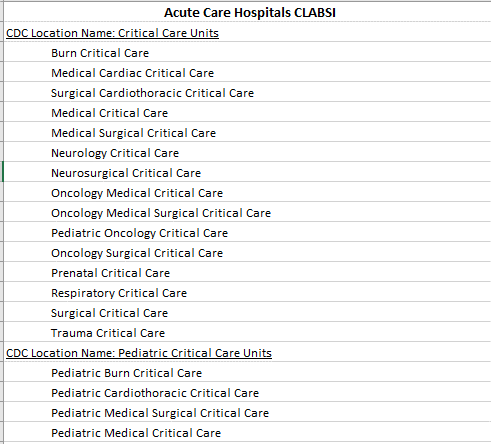 Acute Care Hospitals CLABSI
CDC Location Name: Critical Care Units
Burn Critical Care
Medical Cardiac Critical Care
Surgical Cardiothoracic Critical Care
Medical Critical Care
Medical Surgical Critical Care
Neurology Critical Care
Neurosurgical Critical Care
Oncology Medical Critical Care
Oncology Medical Surgical Critical Care
Pediatric Oncology Critical Care
Oncology Surgical Critical Care
Prenatal Critical Care
Respiratory Critical Care
Surgical Critical Care
Trauma Critical Care
CDC Location Name: Pediatric Critical Care Units
Pediatric Burn Critical Care
Pediatric Cardiothoracic Critical Care
Pediatric Medical Surgical Critical Care
Pediatric Medical Critical Care